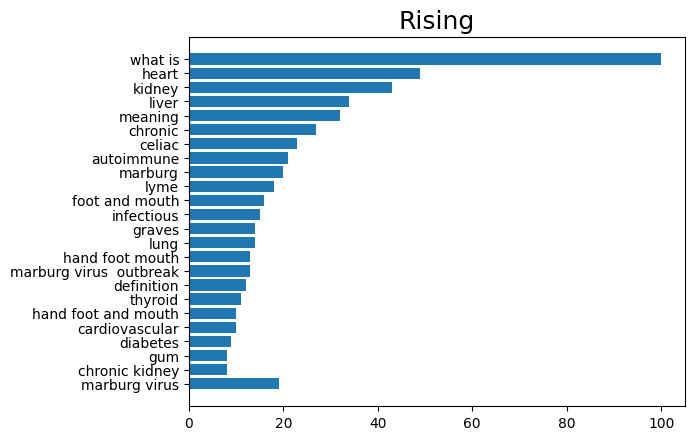 Rising
what is
heart
kidney
liver
meaning
chronic
celiac
autoimmune
marburg
lyme
foot and mouth
infectious
graves
lung
hand foot mouth
marburg virus  outbreak
definition
thyroid
hand foot and mouth
cardiovascular
diabetes
gum
chronic kidney
marburg virus
0 20 40 60 80 100